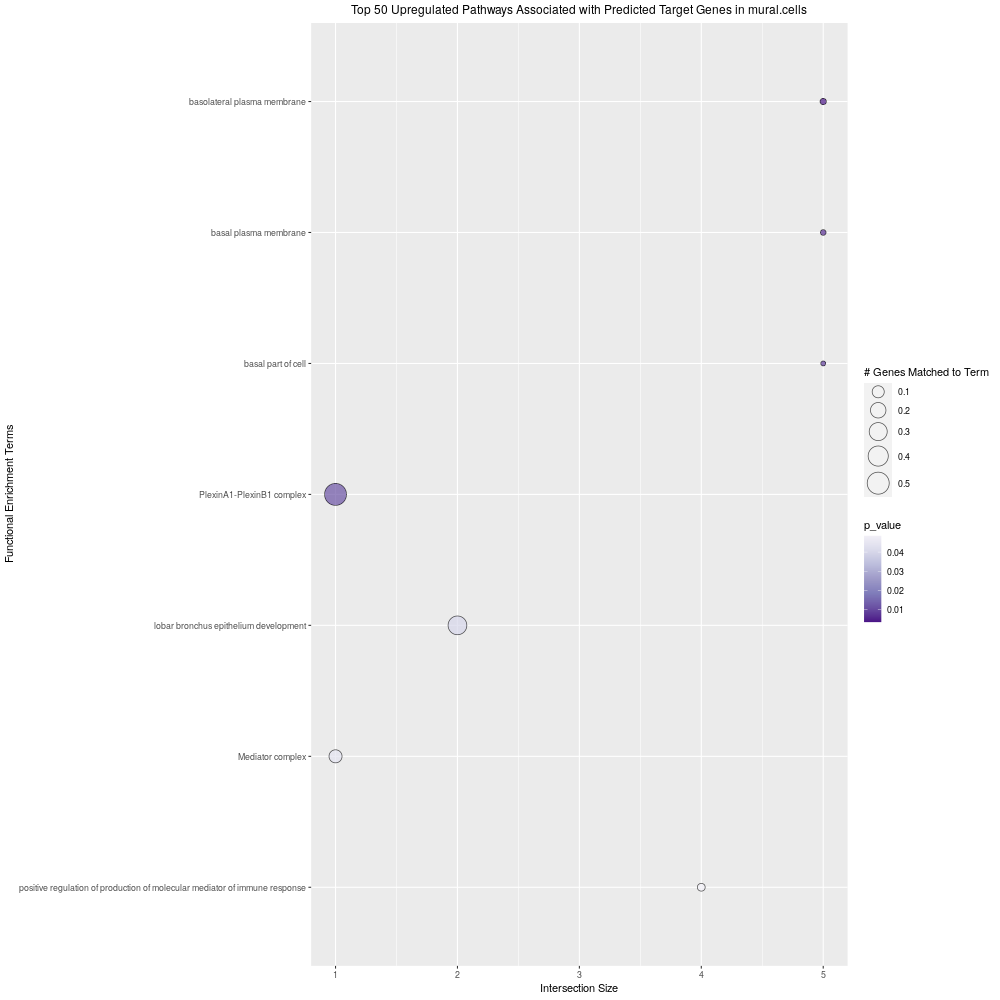 Top 50 Upregulated Pathways Associated with Predicted Target Genes in mural.cells
Functional Enrichment Terms
basolateral plasma membrane
basal plasma membrane
basal part of cell
PlexinA1-PlexinB1 complex
lobar bronchus epithelium development
Mediator complex
positive regulation of production of molecular mediator of immune response
1 2 3 4 5
Intersection Size
# Genes Matched to Term
0.1
0.2
0.3
0.4
0.5
p_value
0.04
0.03
0.02
0.01